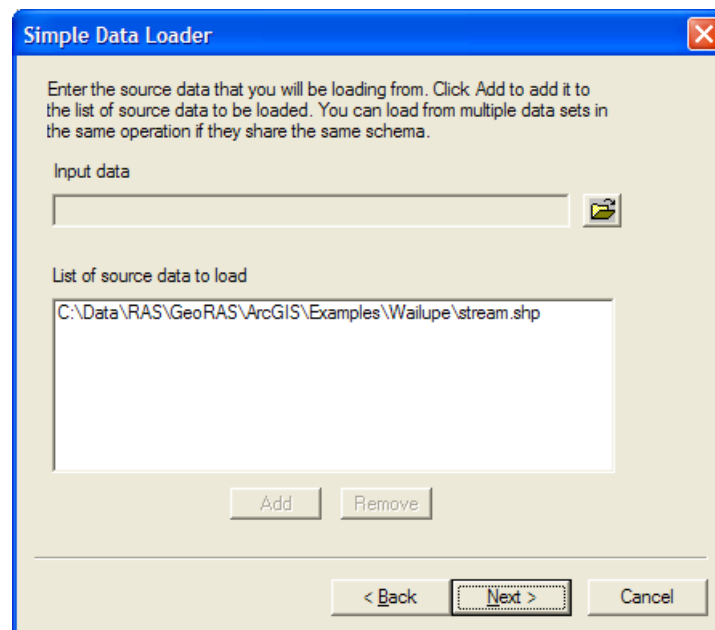 Simple Data Loader
Enter the source data that you will be loading from. Click Add to add it to
the list of source data to be loaded. You can load from multiple data sets in
the same operation if they share the same schema.
Input data
List of source data to load
C:\Data\RAS\GeoRAS\ArcGIS\Examples\Wailupe\stream.shp
Add Remove
< Back Next > Cancel